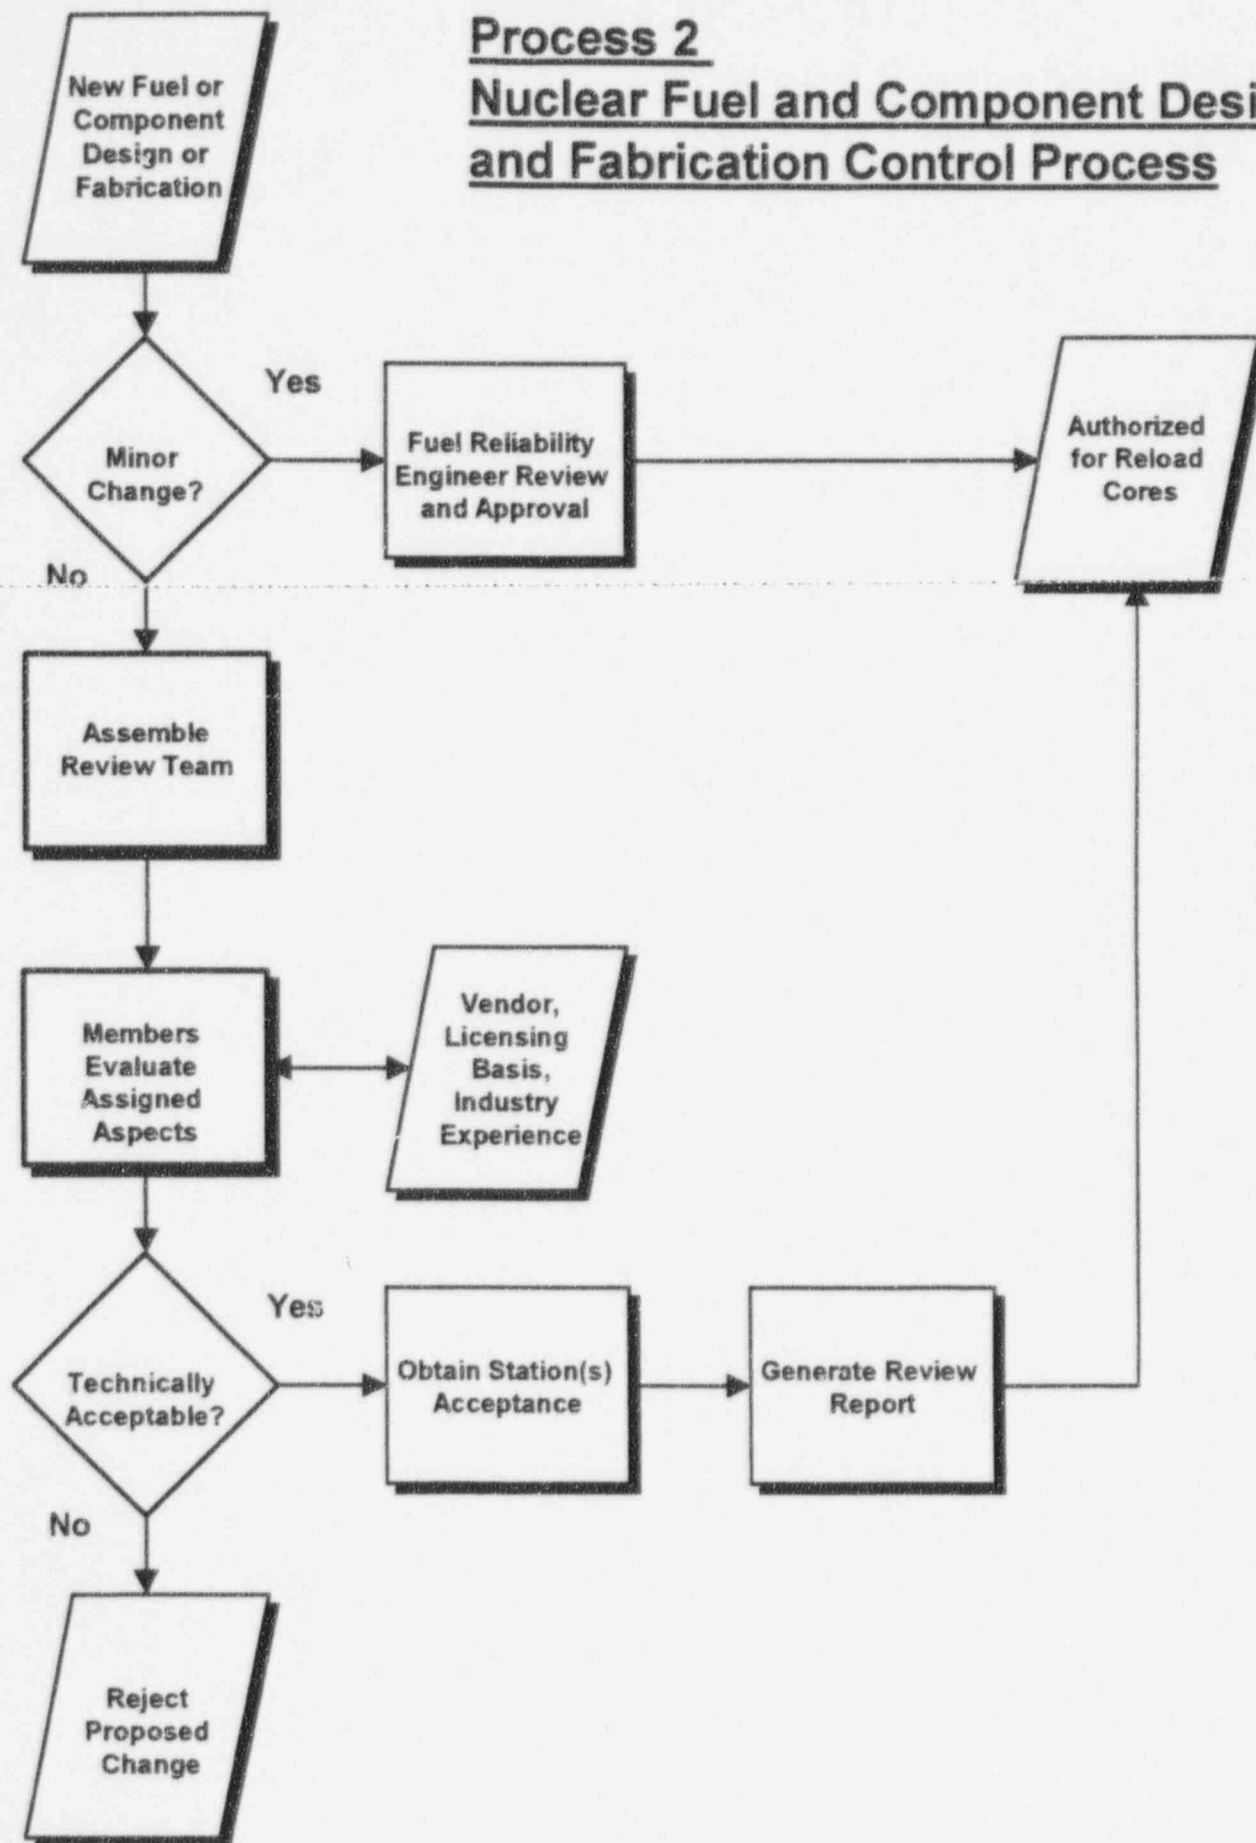 Process 2
Nuclear Fuel and Component Desi
and Fabrication Control Process
New Fuel or
Component
Design or
Fabrication
Minor
Change?
Yes
No
Fuel Reliability
Engineer Review
and Approval
Authorized
for Reload
Cores
Assemble
Review Team
Members
Evaluate
Assigned
Aspects
Vendor,
Licensing
Basis,
Industry
Experience
Technically
Acceptable?
Yes
No
Obtain Station(s)
Acceptance
Generate Review
Report
Reject
Proposed
Change